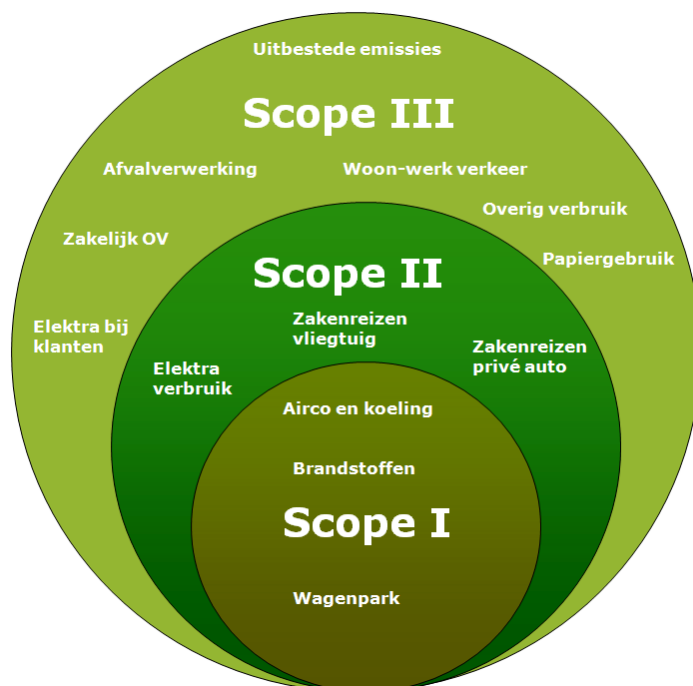 Uitbestede emissies
Scope III
Afvalverwerking
Woon-werk verkeer
Overig verbruik
Zakelijk OV
Papiergebruik
Scope II
Zakenreizen
vliegtuig
Elektra bij
klanten
Zakenreizen
privé auto
Elektra
verbruik
Airco en koeling
Brandstoffen
Scope I
Wagenpark